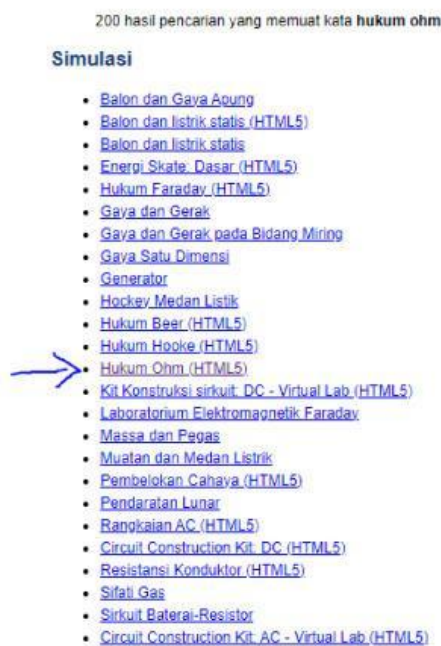 200 hasil pencarian yang memuat kata hukum ohm
Simulasi
• Balon dan Gaya Apung
• Balon dan listrik statis (HTML5)
• Balon dan listrik statis
• Energi Skate: Dasar (HTML5)
• Hukum Faraday (HTML5)
• Gaya dan Gerak
• Gaya dan Gerak pada Bidang Miring
• Gaya Satu Dimensi
• Generator
• Hockey Medan Listik
• Hukum Beer (HTML5)
• Hukum Hooke (HTML5)
• Hukum Ohm (HTML5)
• Kit Konstruksi sirkuit: DC - Virtual Lab (HTML5)
• Laboratorium Elektromagnetik Faraday
• Massa dan Pegas
• Muatan dan Medan Listrik
• Pembelokan Cahaya (HTML5)
• Pendaratan Lunar
• Rangkaian AC (HTML5)
• Circuit Construction Kit: DC (HTML5)
• Resistansi Konduktor (HTML5)
• Sifati Gas
• Sirkuit Baterai-Resistor
• Circuit Construction Kit: AC - Virtual Lab (HTML5)